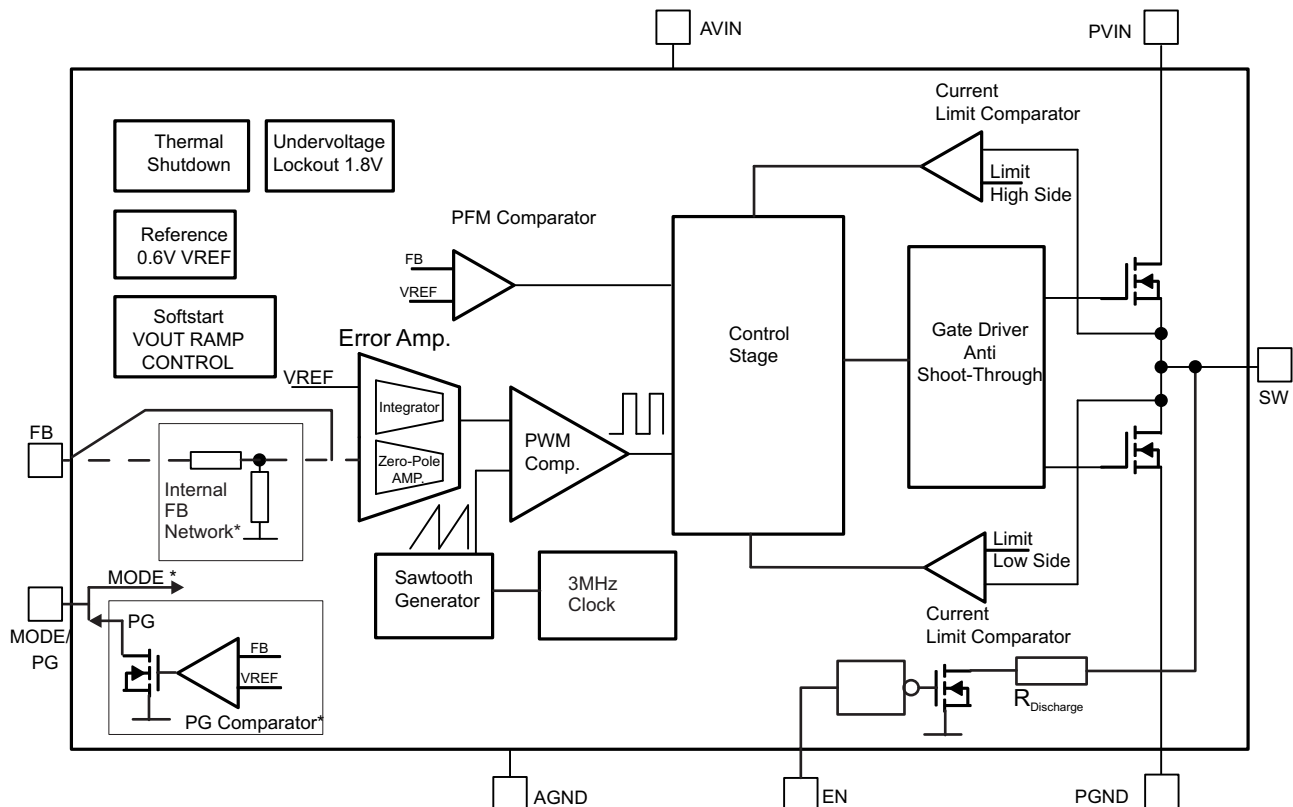 AVIN
PVIN
Current
Limit Comparator
Thermal
Shutdown
Undervoltage
Lockout 1.8V
Limit
High Side
PFM Comparator
Reference
0.6V VREF
FB
VREF
Softstart
VOUT RAMP
CONTROL
Error Amp.
Control
Stage
Gate Driver
Anti
Shoot-Through
VREF
Integrator
SW
FB
PWM
Comp.
Zero-Pole
AMP.
Internal
FB
Network*
Limit
Low Side
MODE *
Sawtooth
Generator
3MHz
Clock
PG
MODE/
PG
Current
Limit Comparator
FB
VREF
PG Comparator*
RDischarge
AGND
EN
PGND